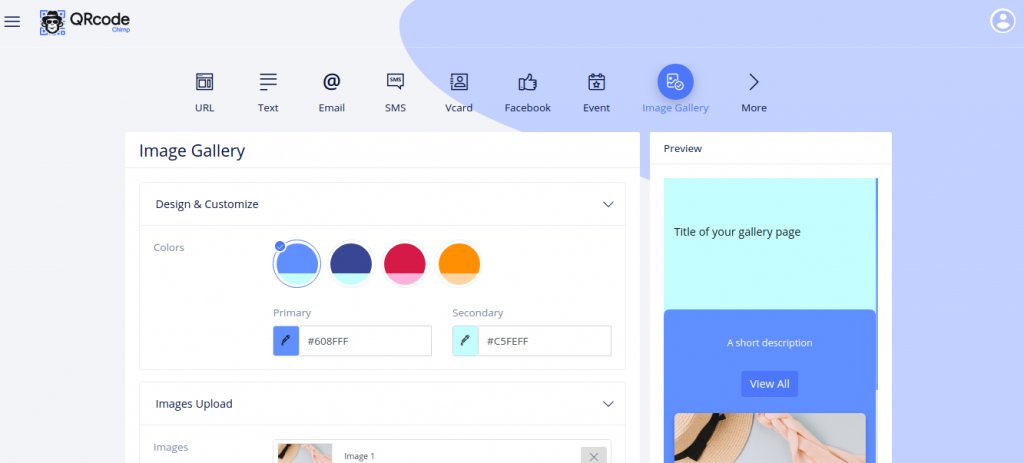 QRcode
Chimp
URL
Text
Email
SMS
SMS
Vcard
Facebook
Event
Image Gallery
More
Image Gallery
Design & Customize
Colors
Primary
Secondary
#608FFF
#C5FEFF
Images Upload
Images
Image 1
Preview
Title of your gallery page
A short description
View All